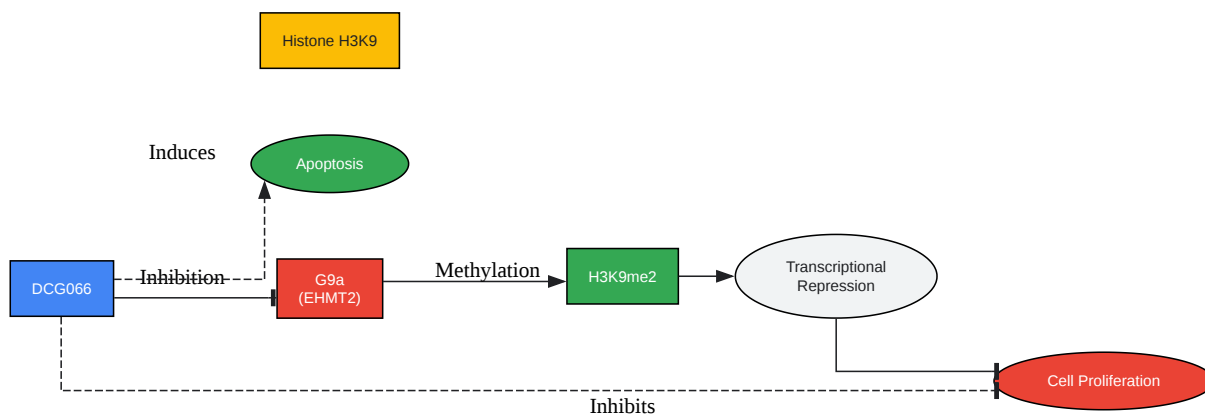 Histone H3K9
Induces
Apoptosis
DCG066
Inhibition
G9a
(EHMT2)
Methylation
H3K9me2
Transcriptional
Repression
Cell Proliferation
Inhibits